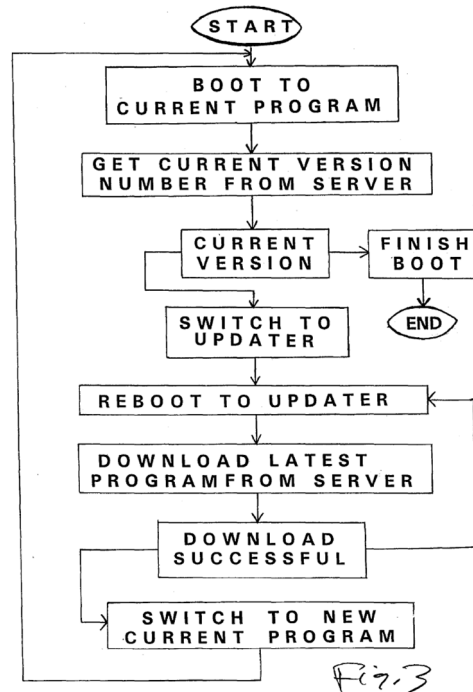 START
BOOT TO
CURRENT PROGRAM
GET CURRENT VERSION
NUMBER FROM SERVER
CURRENT
VERSION
FINISH
BOOT
END
SWITCH TO
UPDATER
REBOOT TO UPDATER
DOWNLOAD LATEST
PROGRAMFROM SERVER
DOWNLOAD
SUCCESSFUL
SWITCH TO NEW
CURRENT PROGRAM
Fig.3